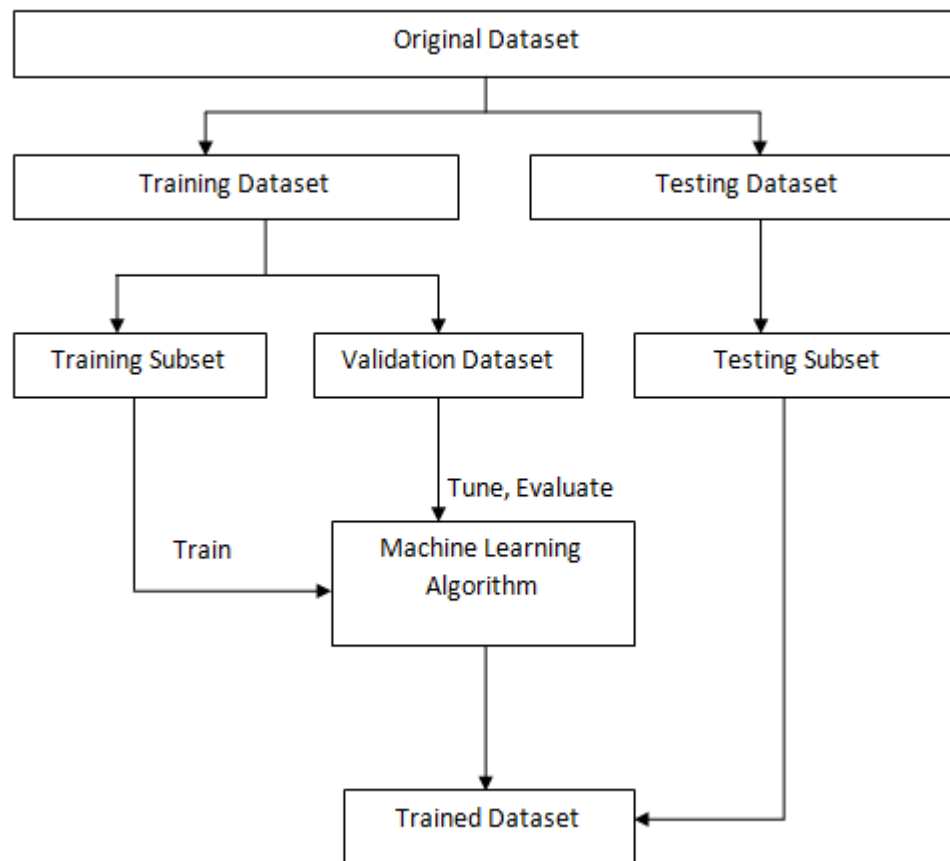 Original Dataset
Training Dataset
Testing Dataset
Training Subset
Validation Dataset
Testing Subset
Tune, Evaluate
Train
Machine Learning
Algorithm
Trained Dataset